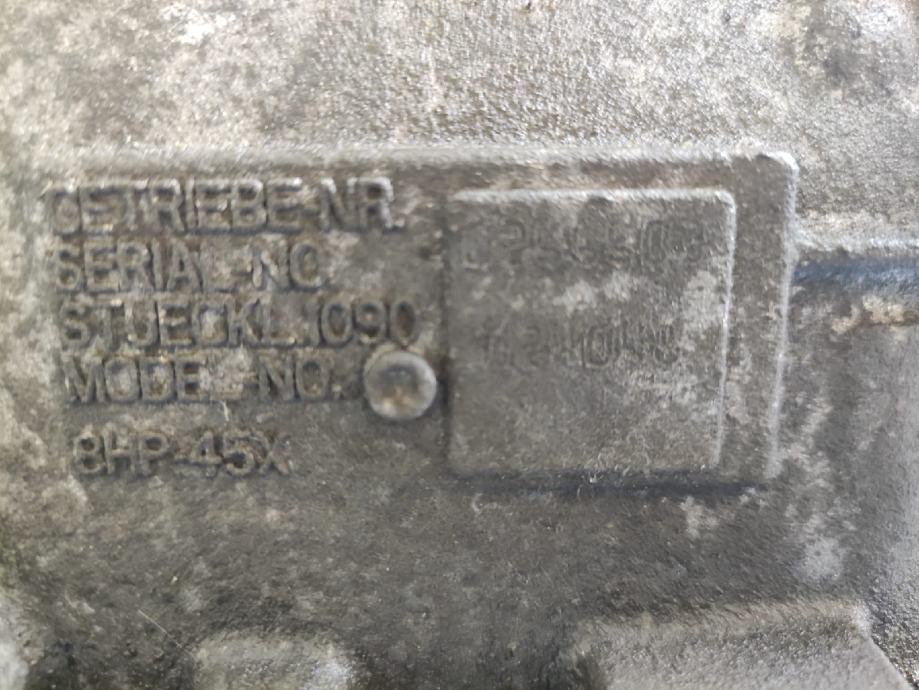 GETRIEBE-NR.
SERIAL-NO.
STUECKL.1090
MODEL-NO.
8HP-45X